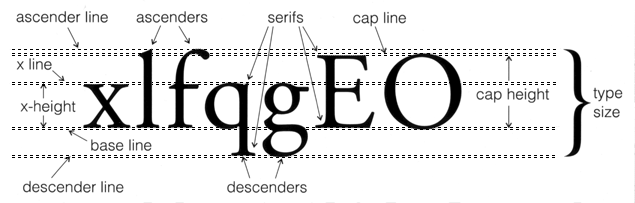 ascender line ascenders serifs cap line
x line
xlfqgEO
x-height
cap height
type
size
base line
descender line descenders